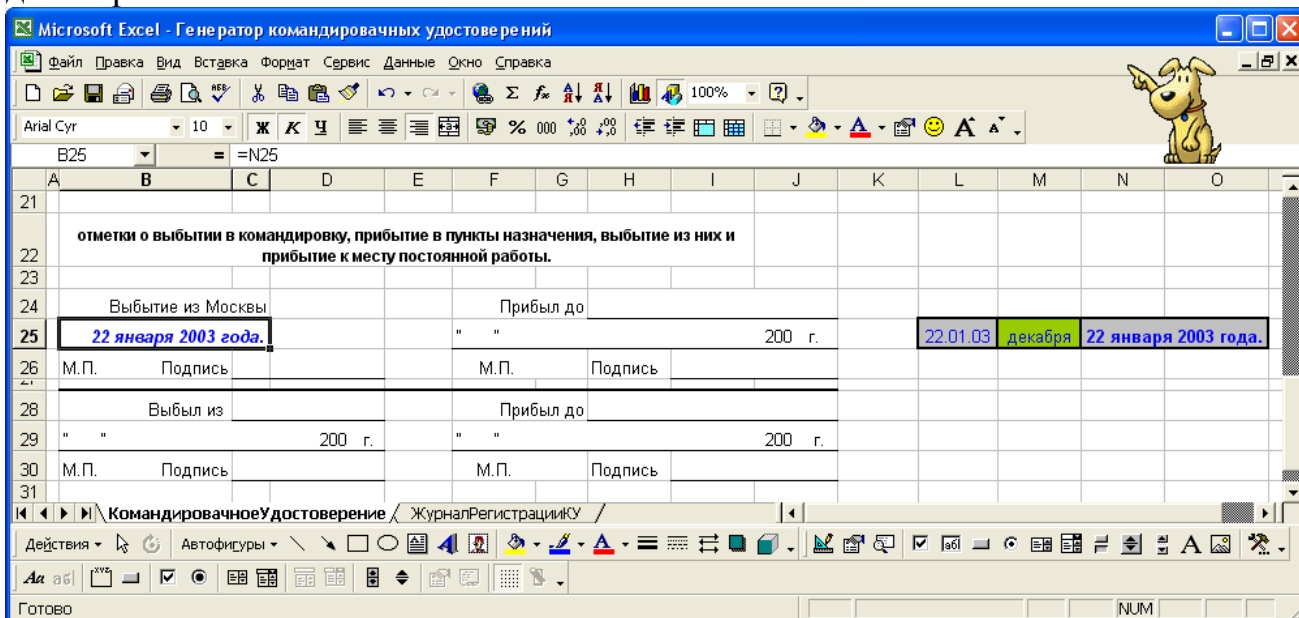 Microsoft Excel - Генератор командировачных удостоверений
Файл Правка Вид Вставка Формат Сервис Данные Окно Справка
100%
Arial Cyr 10 Ж К Ч % 000
B25 = =N25
A B C D E F G H I J K L M N O
21
22 отметки о выбытии в командировку, прибытие в пункты назначения, выбытие из них и
прибытие к месту постоянной работы.
23
24 Выбытие из Москвы Прибыл до
25 22 января 2003 года. " " 200 г. 22.01.03 декабря 22 января 2003 года.
26 М.П. Подпись М.П. Подпись
28 Выбыл из Прибыл до
29 " " 200 г. " " 200 г.
30 М.П. Подпись М.П. Подпись
31
КомандировачноеУдостоверение ЖурналРегистрацииКУ
Действия Автофигуры
Готово NUM